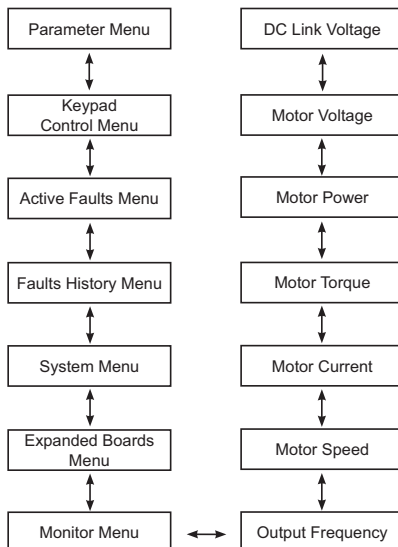 Parameter Menu
Keypad
Control Menu
Active Faults Menu
Faults History Menu
System Menu
Expanded Boards
Menu
Monitor Menu
DC Link Voltage
Motor Voltage
Motor Power
Motor Torque
Motor Current
Motor Speed
Output Frequency